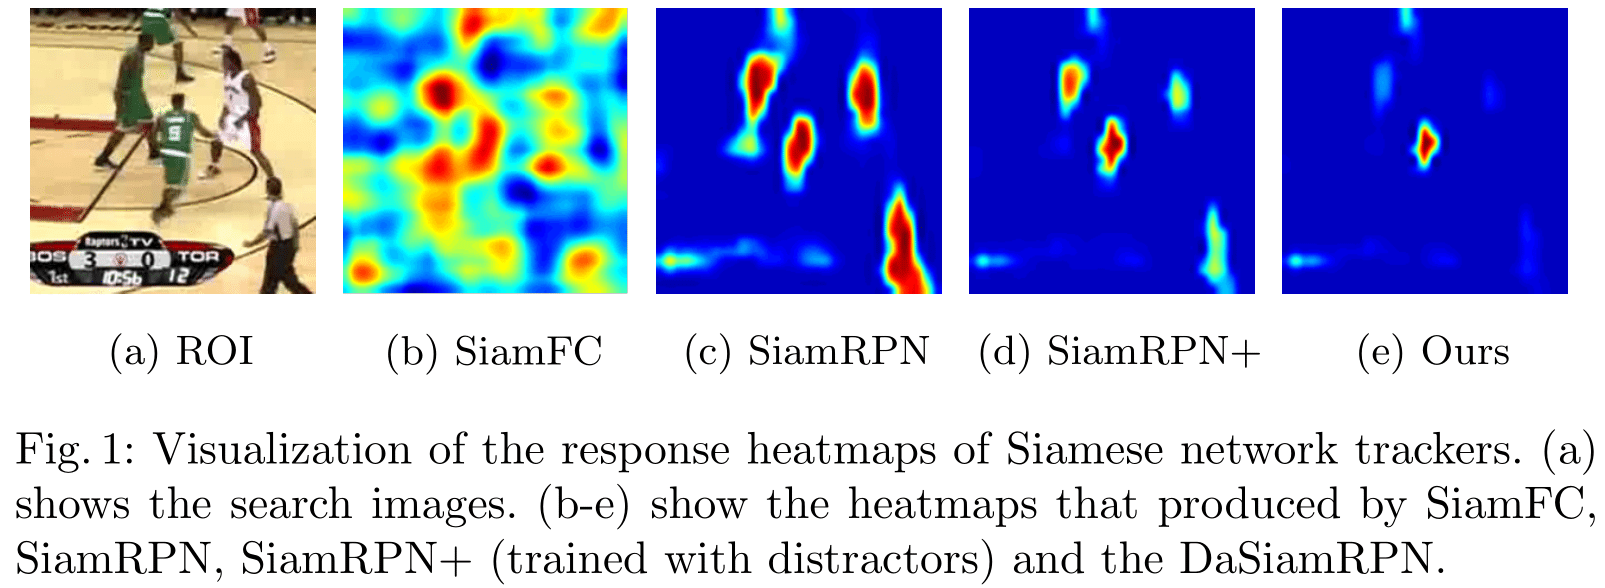 9
Raptors TV
BOS 3 0 TOR
1st 10:56 12
(a) ROI
(b) SiamFC
(c) SiamRPN
(d) SiamRPN+
(e) Ours
Fig. 1: Visualization of the response heatmaps of Siamese network trackers. (a)
shows the search images. (b-e) show the heatmaps that produced by SiamFC,
SiamRPN, SiamRPN+ (trained with distractors) and the DaSiamRPN.